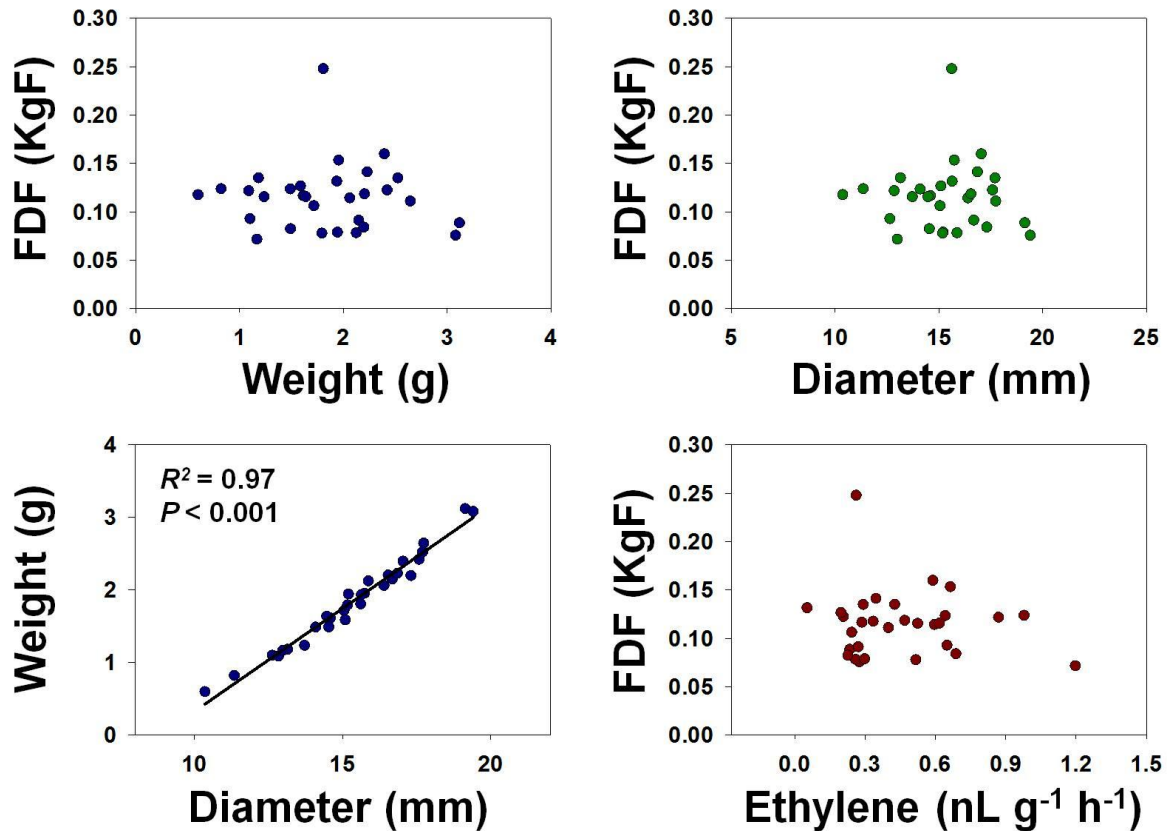 0.30
0.25
0.20
0.15
0.10
0.05
0.00
FDF (KgF)
0 1 2 3 4
Weight (g)
0.30
0.25
0.20
0.15
0.10
0.05
0.00
FDF (KgF)
5 10 15 20 25
Diameter (mm)
4
3
2
1
0
Weight (g)
R² = 0.97
P < 0.001
10 15 20
Diameter (mm)
0.30
0.25
0.20
0.15
0.10
0.05
0.00
FDF (KgF)
0.0 0.3 0.6 0.9 1.2 1.5
Ethylene (nL g⁻¹ h⁻¹)